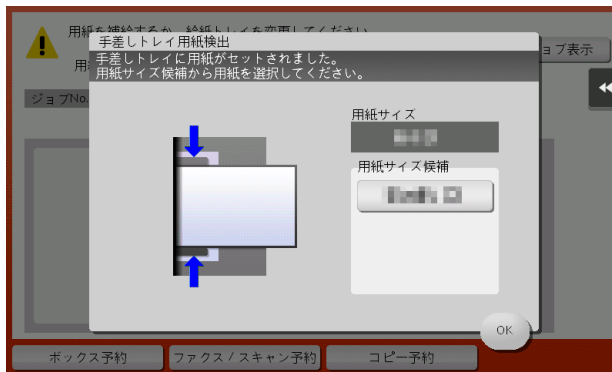 用紙を補給するか、給紙トレイを変更してください。
手差しトレイ用紙検出
手差しトレイに用紙がセットされました。
用紙サイズ候補から用紙を選択してください。
用
ョブ表示
ジョブNo.
用紙サイズ
用紙サイズ候補
OK
ボックス予約
ファクス / スキャン予約
コピー予約